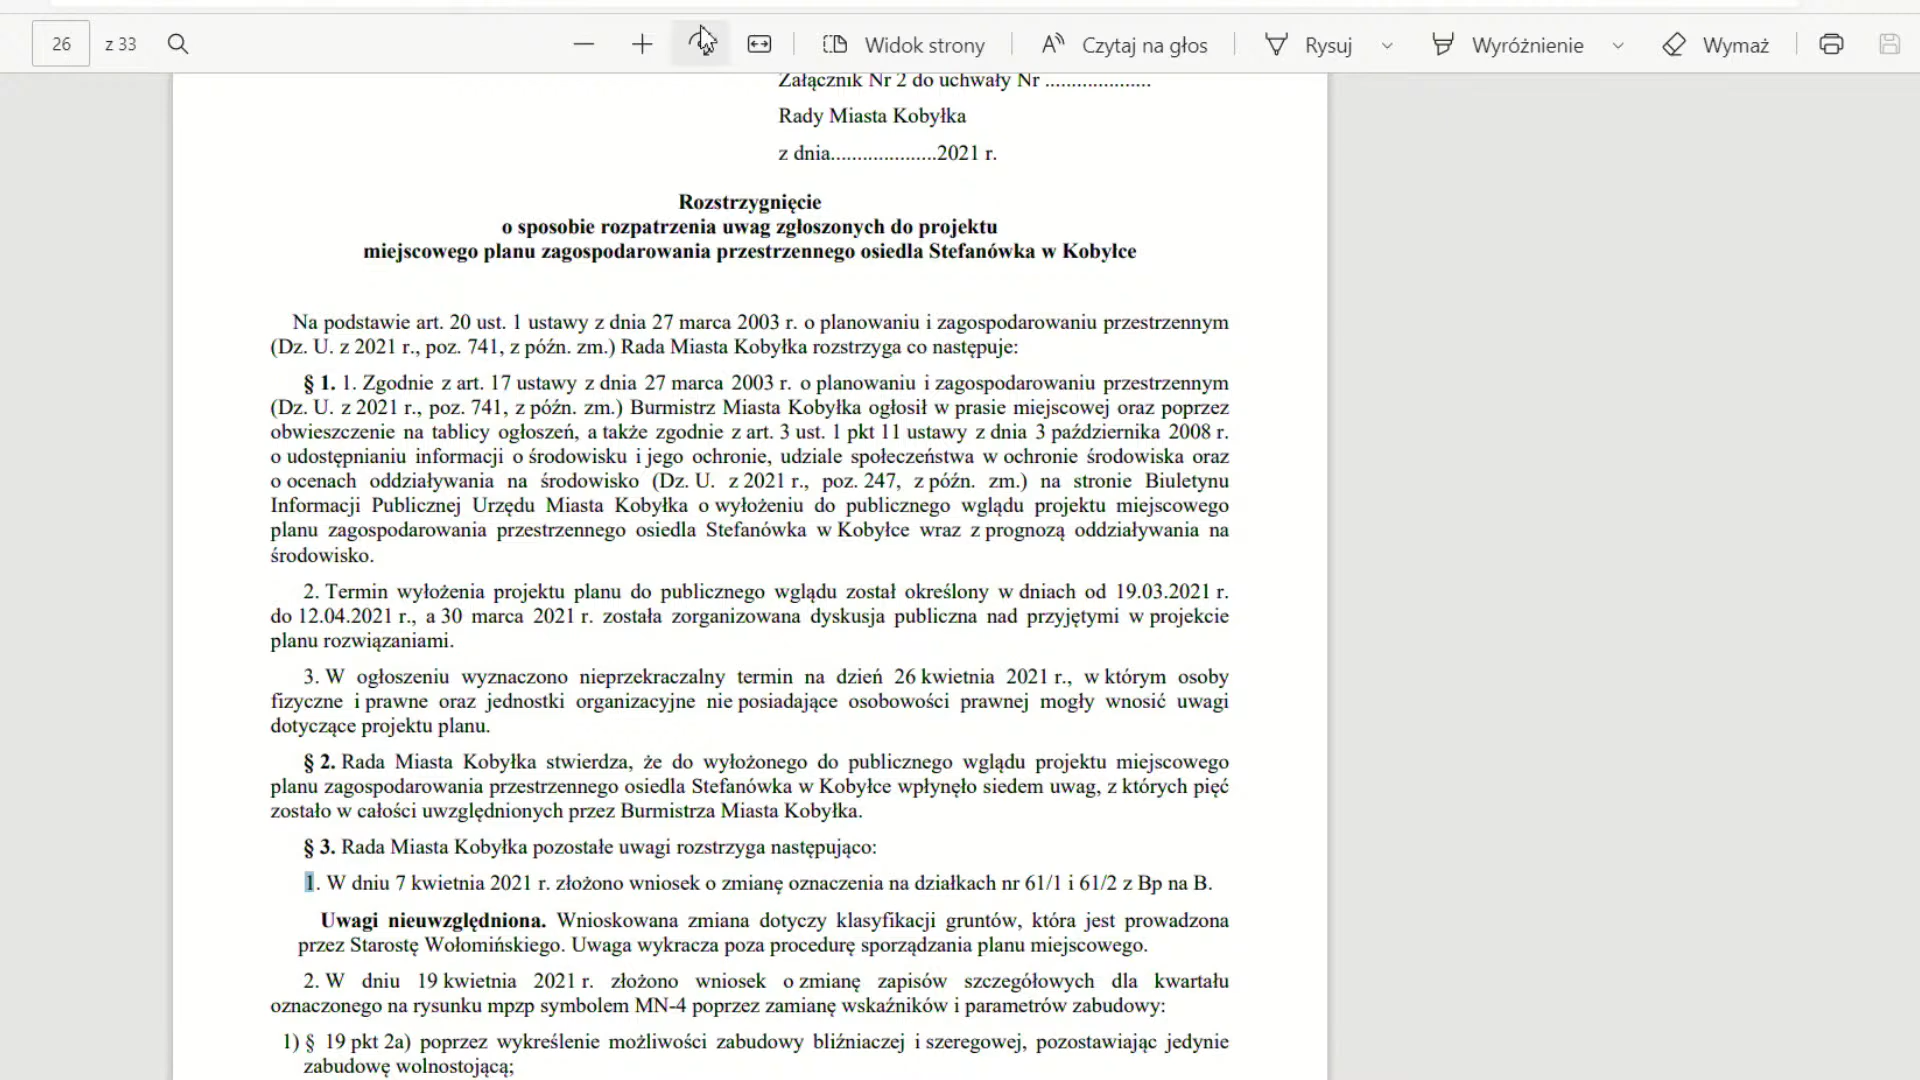 26 z 33 Widok strony Czytaj na głos Rysuj Wyróżnienie Wymaż
Załącznik Nr 2 do uchwały Nr ....................
Rady Miasta Kobyłka
z dnia....................2021 r.
Rozstrzygnięcie
o sposobie rozpatrzenia uwag zgłoszonych do projektu
miejscowego planu zagospodarowania przestrzennego osiedla Stefanówka w Kobyłce
Na podstawie art. 20 ust. 1 ustawy z dnia 27 marca 2003 r. o planowaniu i zagospodarowaniu przestrzennym
(Dz. U. z 2021 r., poz. 741, z późn. zm.) Rada Miasta Kobyłka rozstrzyga co następuje:
§ 1. 1. Zgodnie z art. 17 ustawy z dnia 27 marca 2003 r. o planowaniu i zagospodarowaniu przestrzennym
(Dz. U. z 2021 r., poz. 741, z późn. zm.) Burmistrz Miasta Kobyłka ogłosił w prasie miejscowej oraz poprzez
obwieszczenie na tablicy ogłoszeń, a także zgodnie z art. 3 ust. 1 pkt 11 ustawy z dnia 3 października 2008 r.
o udostępnianiu informacji o środowisku i jego ochronie, udziale społeczeństwa w ochronie środowiska oraz
o ocenach oddziaływania na środowisko (Dz. U. z 2021 r., poz. 247, z późn. zm.) na stronie Biuletynu
Informacji Publicznej Urzędu Miasta Kobyłka o wyłożeniu do publicznego wglądu projektu miejscowego
planu zagospodarowania przestrzennego osiedla Stefanówka w Kobyłce wraz z prognozą oddziaływania na
środowisko.
2. Termin wyłożenia projektu planu do publicznego wglądu został określony w dniach od 19.03.2021 r.
do 12.04.2021 r., a 30 marca 2021 r. została zorganizowana dyskusja publiczna nad przyjętymi w projekcie
planu rozwiązaniami.
3. W ogłoszeniu wyznaczono nieprzekraczalny termin na dzień 26 kwietnia 2021 r., w którym osoby
fizyczne i prawne oraz jednostki organizacyjne nie posiadające osobowości prawnej mogły wnosić uwagi
dotyczące projektu planu.
§ 2. Rada Miasta Kobyłka stwierdza, że do wyłożonego do publicznego wglądu projektu miejscowego
planu zagospodarowania przestrzennego osiedla Stefanówka w Kobyłce wpłynęło siedem uwag, z których pięć
zostało w całości uwzględnionych przez Burmistrza Miasta Kobyłka.
§ 3. Rada Miasta Kobyłka pozostałe uwagi rozstrzyga następująco:
1. W dniu 7 kwietnia 2021 r. złożono wniosek o zmianę oznaczenia na działkach nr 61/1 i 61/2 z Bp na B.
Uwagi nieuwzględniona. Wnioskowana zmiana dotyczy klasyfikacji gruntów, która jest prowadzona
przez Starostę Wołomińskiego. Uwaga wykracza poza procedurę sporządzania planu miejscowego.
2. W dniu 19 kwietnia 2021 r. złożono wniosek o zmianę zapisów szczegółowych dla kwartału
oznaczonego na rysunku mpzp symbolem MN-4 poprzez zamianę wskaźników i parametrów zabudowy:
1) § 19 pkt 2a) poprzez wykreślenie możliwości zabudowy bliźniaczej i szeregowej, pozostawiając jedynie
zabudowę wolnostojącą;